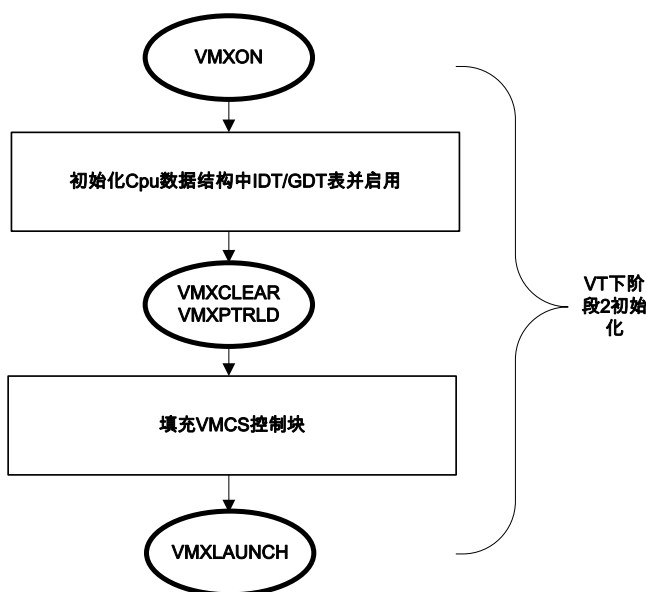 VMXON
初始化Cpu数据结构中IDT/GDT表并启用
VMXCLEAR
VMXPTRLD
填充VMCS控制块
VMXLAUNCH
VT下阶
段2初始
化